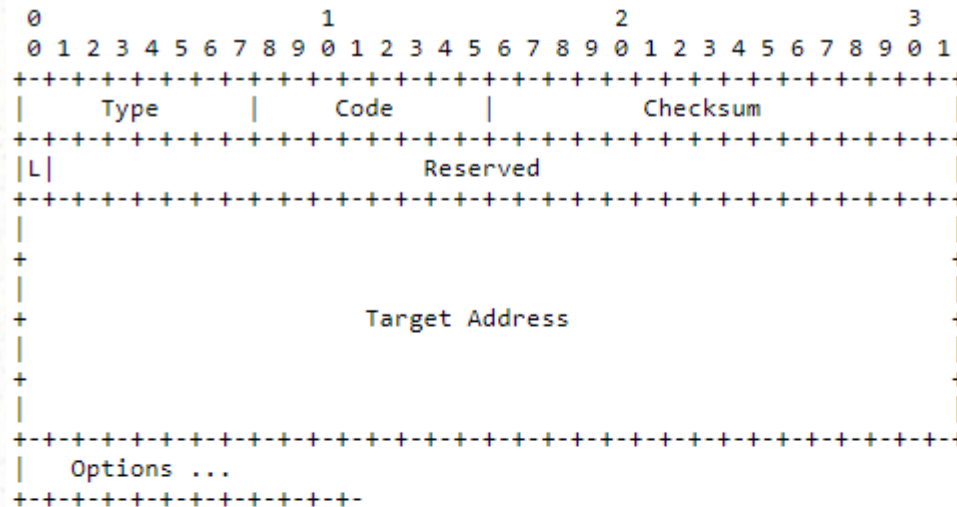 0                   1                   2                   3
0 1 2 3 4 5 6 7 8 9 0 1 2 3 4 5 6 7 8 9 0 1 2 3 4 5 6 7 8 9 0 1
+-+-+-+-+-+-+-+-+-+-+-+-+-+-+-+-+-+-+-+-+-+-+-+-+-+-+-+-+-+-+-+-+
|     Type      |     Code      |          Checksum             |
+-+-+-+-+-+-+-+-+-+-+-+-+-+-+-+-+-+-+-+-+-+-+-+-+-+-+-+-+-+-+-+-+
|L|                         Reserved                            |
+-+-+-+-+-+-+-+-+-+-+-+-+-+-+-+-+-+-+-+-+-+-+-+-+-+-+-+-+-+-+-+-+
|                                                               |
+                                                               +
|                                                               |
+                       Target Address                          +
|                                                               |
+                                                               +
|                                                               |
+-+-+-+-+-+-+-+-+-+-+-+-+-+-+-+-+-+-+-+-+-+-+-+-+-+-+-+-+-+-+-+-+
|   Options ...
+-+-+-+-+-+-+-+-+-+-+-+-